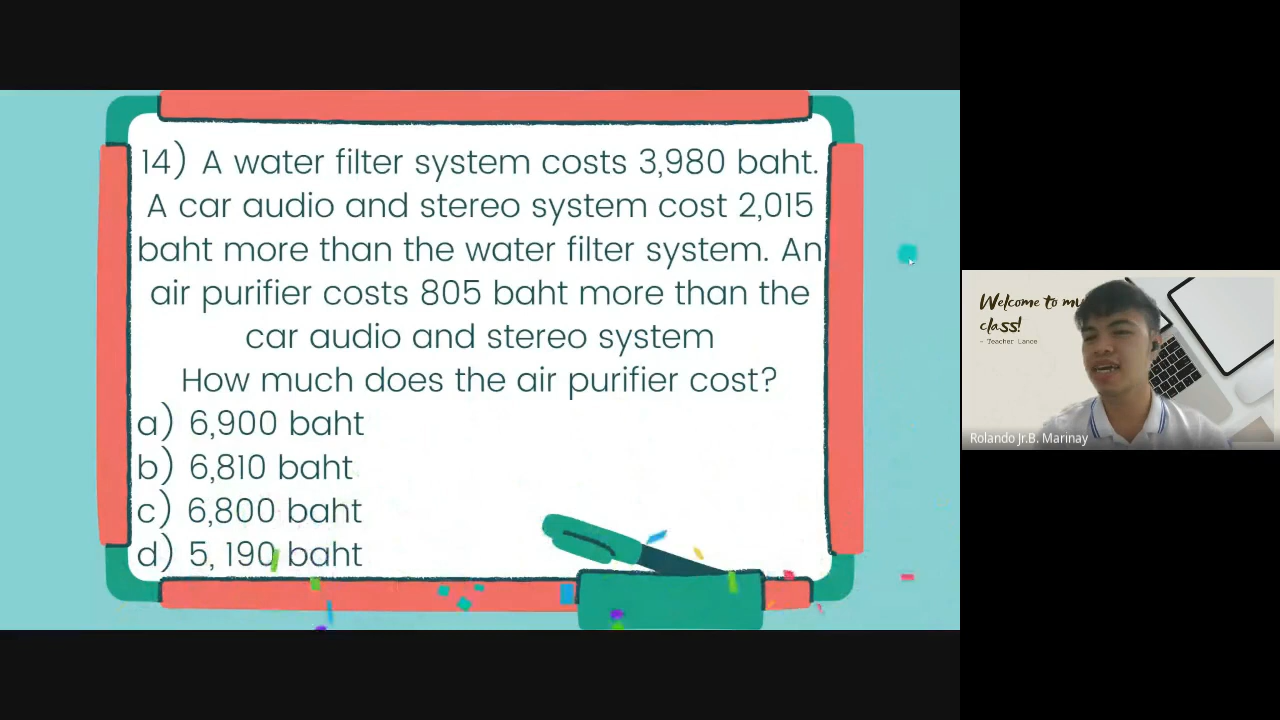 14) A water filter system costs 3,980 baht.
A car audio and stereo system cost 2,015
baht more than the water filter system. An
air purifier costs 805 baht more than the
car audio and stereo system
How much does the air purifier cost?
a) 6,900 baht
b) 6,810 baht
c) 6,800 baht
d) 5, 190 baht
Welcome to my
class!
- Teacher Lance
Rolando Jr.B. Marinay